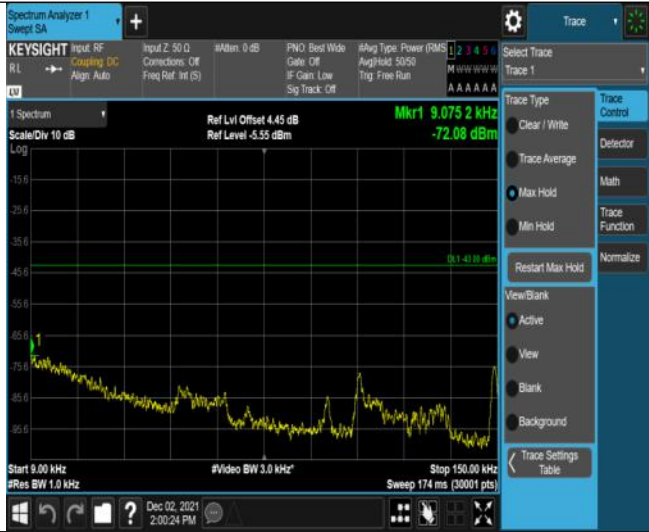 Spectrum Analyzer 1
Swept SA
+
Trace
KEYSIGHT
RL
LV
Input: RF
Coupling: DC
Align: Auto
Input Z: 50 Ω
Corrections: Off
Freq Ref: Int (S)
#Atten: 0 dB
PNO: Best Wide
Gate: Off
IF Gain: Low
Sig Track: Off
#Avg Type: Power (RMS
Avg|Hold: 50/50
Trig: Free Run
1 2 3 4 5 6
M W W W W W
A A A A A A
Select Trace
Trace 1
1 Spectrum
Scale/Div 10 dB
Log
Ref Lvl Offset 4.45 dB
Ref Level -5.55 dBm
Mkr1 9.075 2 kHz
-72.08 dBm
-15.6
-25.6
-35.6
-45.6
-55.6
-65.6
-75.6
-85.6
-95.6
DL1 -43.00 dBm
1
Start 9.00 kHz
#Res BW 1.0 kHz
#Video BW 3.0 kHz*
Stop 150.00 kHz
Sweep 174 ms (30001 pts)
Trace Type
Clear / Write
Trace Average
Max Hold
Min Hold
Restart Max Hold
View/Blank
Active
View
Blank
Background
Trace Settings
Table
Trace
Control
Detector
Math
Trace
Function
Normalize
?
Dec 02, 2021
2:00:24 PM